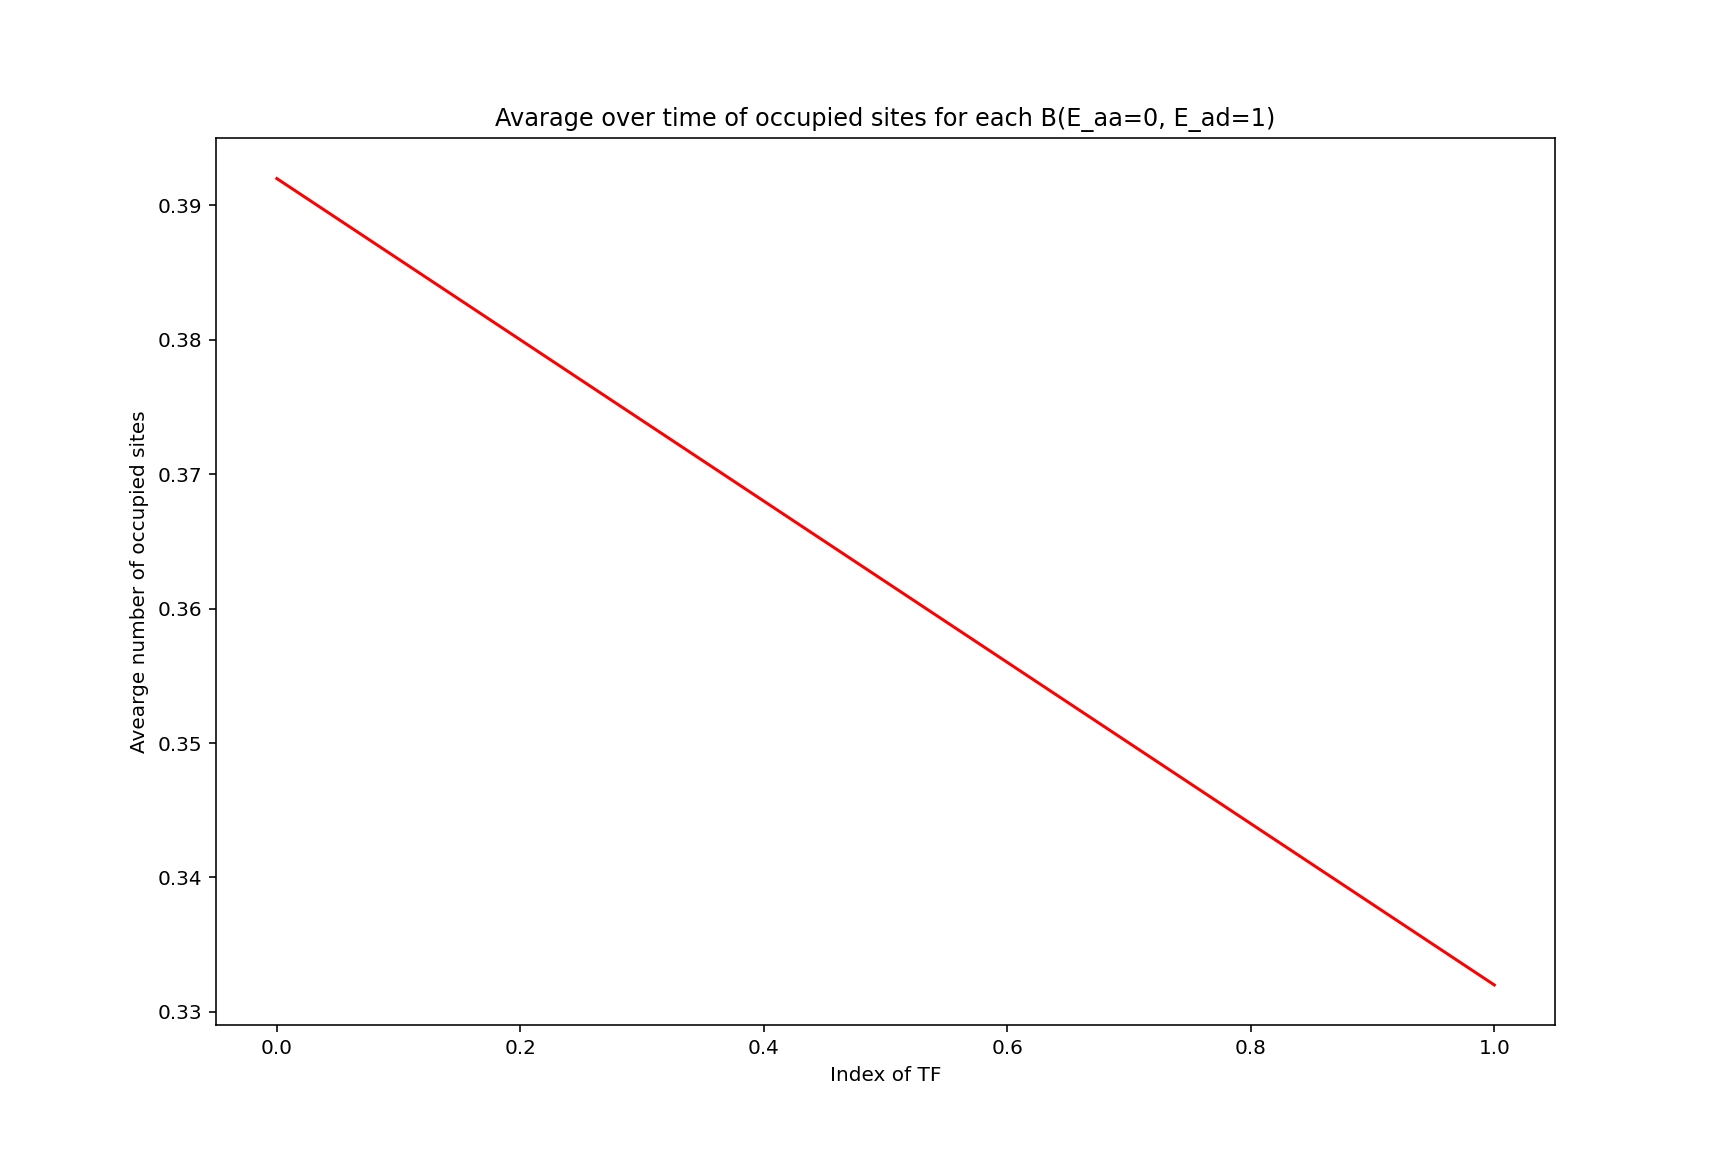 Avarage over time of occupied sites for each B(E_aa=0, E_ad=1)
Avearge number of occupied sites
0.39
0.38
0.37
0.36
0.35
0.34
0.33
0.0 0.2 0.4 0.6 0.8 1.0
Index of TF